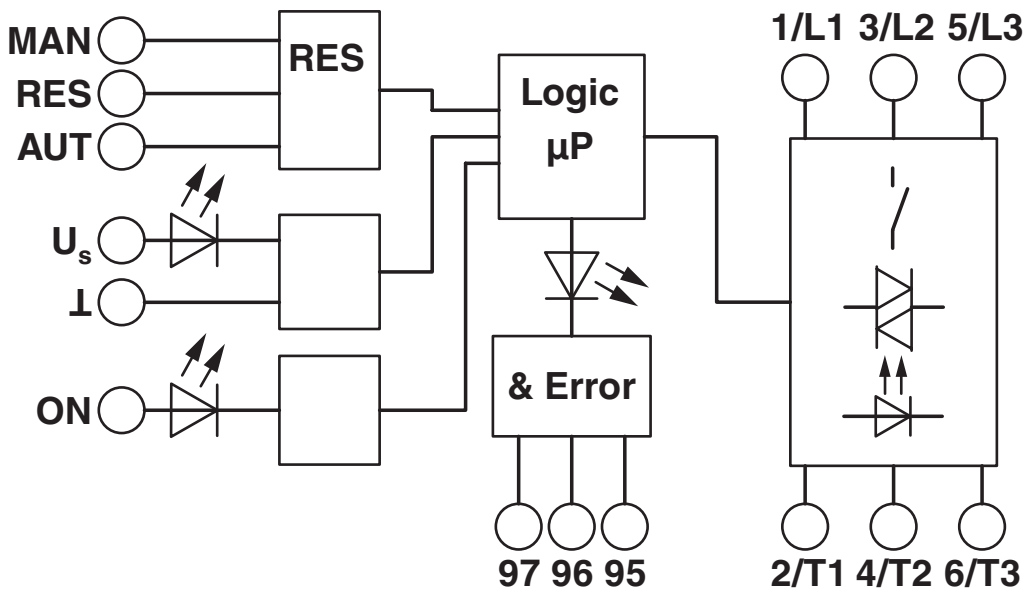 MAN
RES
AUT
RES
Us
⊥
ON
Logic
µP
& Error
97 96 95
1/L1 3/L2 5/L3
2/T1 4/T2 6/T3